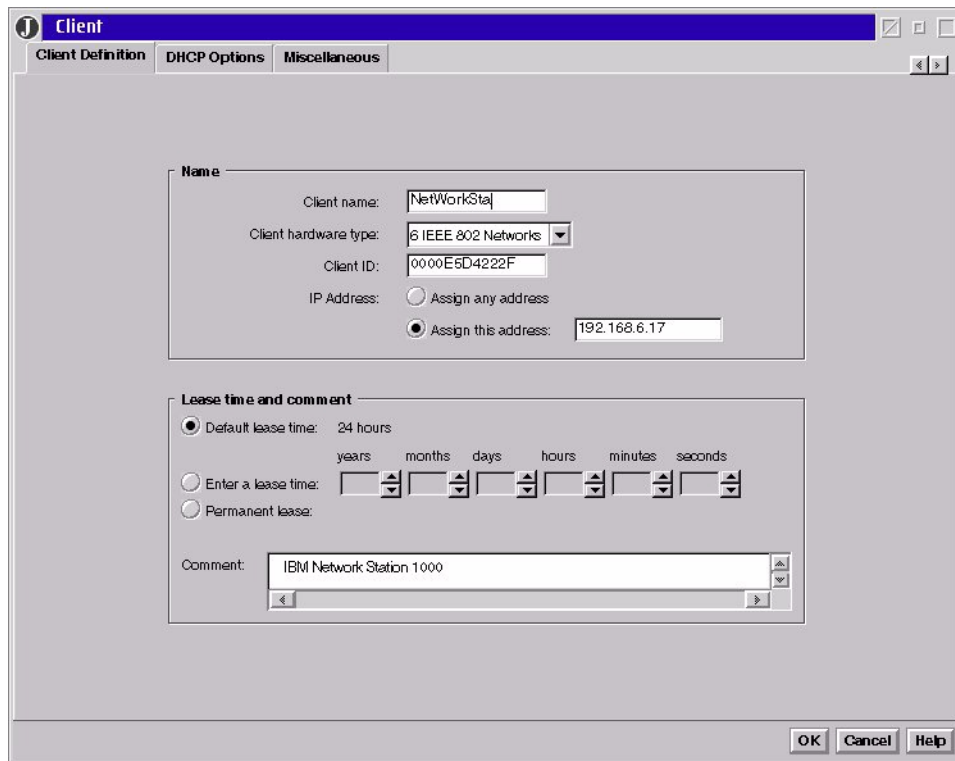 J Client
Client Definition DHCP Options Miscellaneous
Name
Client name: NetWorkSta
Client hardware type: 6 IEEE 802 Networks
Client ID: 0000E5D4222F
IP Address: Assign any address
Assign this address: 192.168.6.17
Lease time and comment
Default lease time: 24 hours
years months days hours minutes seconds
Enter a lease time:
Permanent lease:
Comment: IBM Network Station 1000
OK Cancel Help